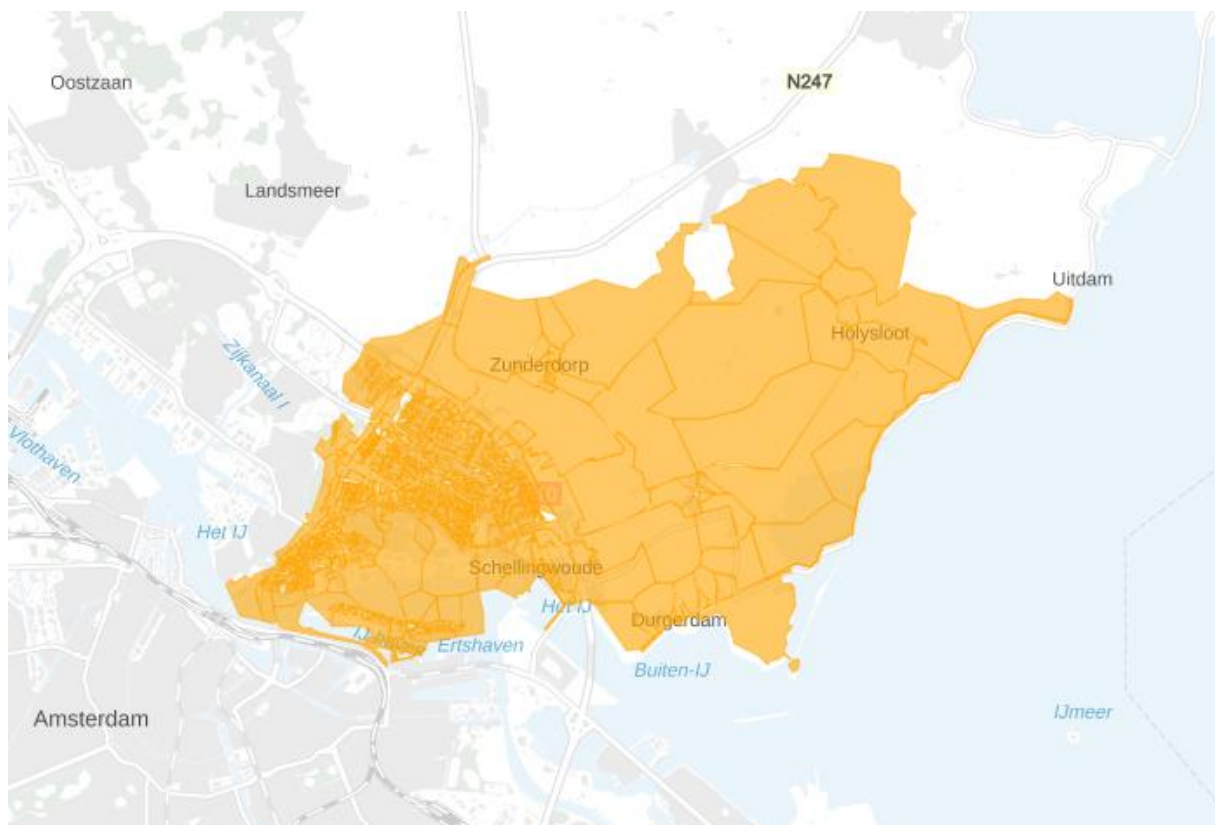 Oostzaan
N247
Landsmeer
Uitdam
Holysloot
Zijkanaal I
Zunderdorp
Vlothaven
Het IJ
Schellingwoude
Het IJ
Durgerdam
Ertshaven
Buiten-IJ
IJmeer
Amsterdam